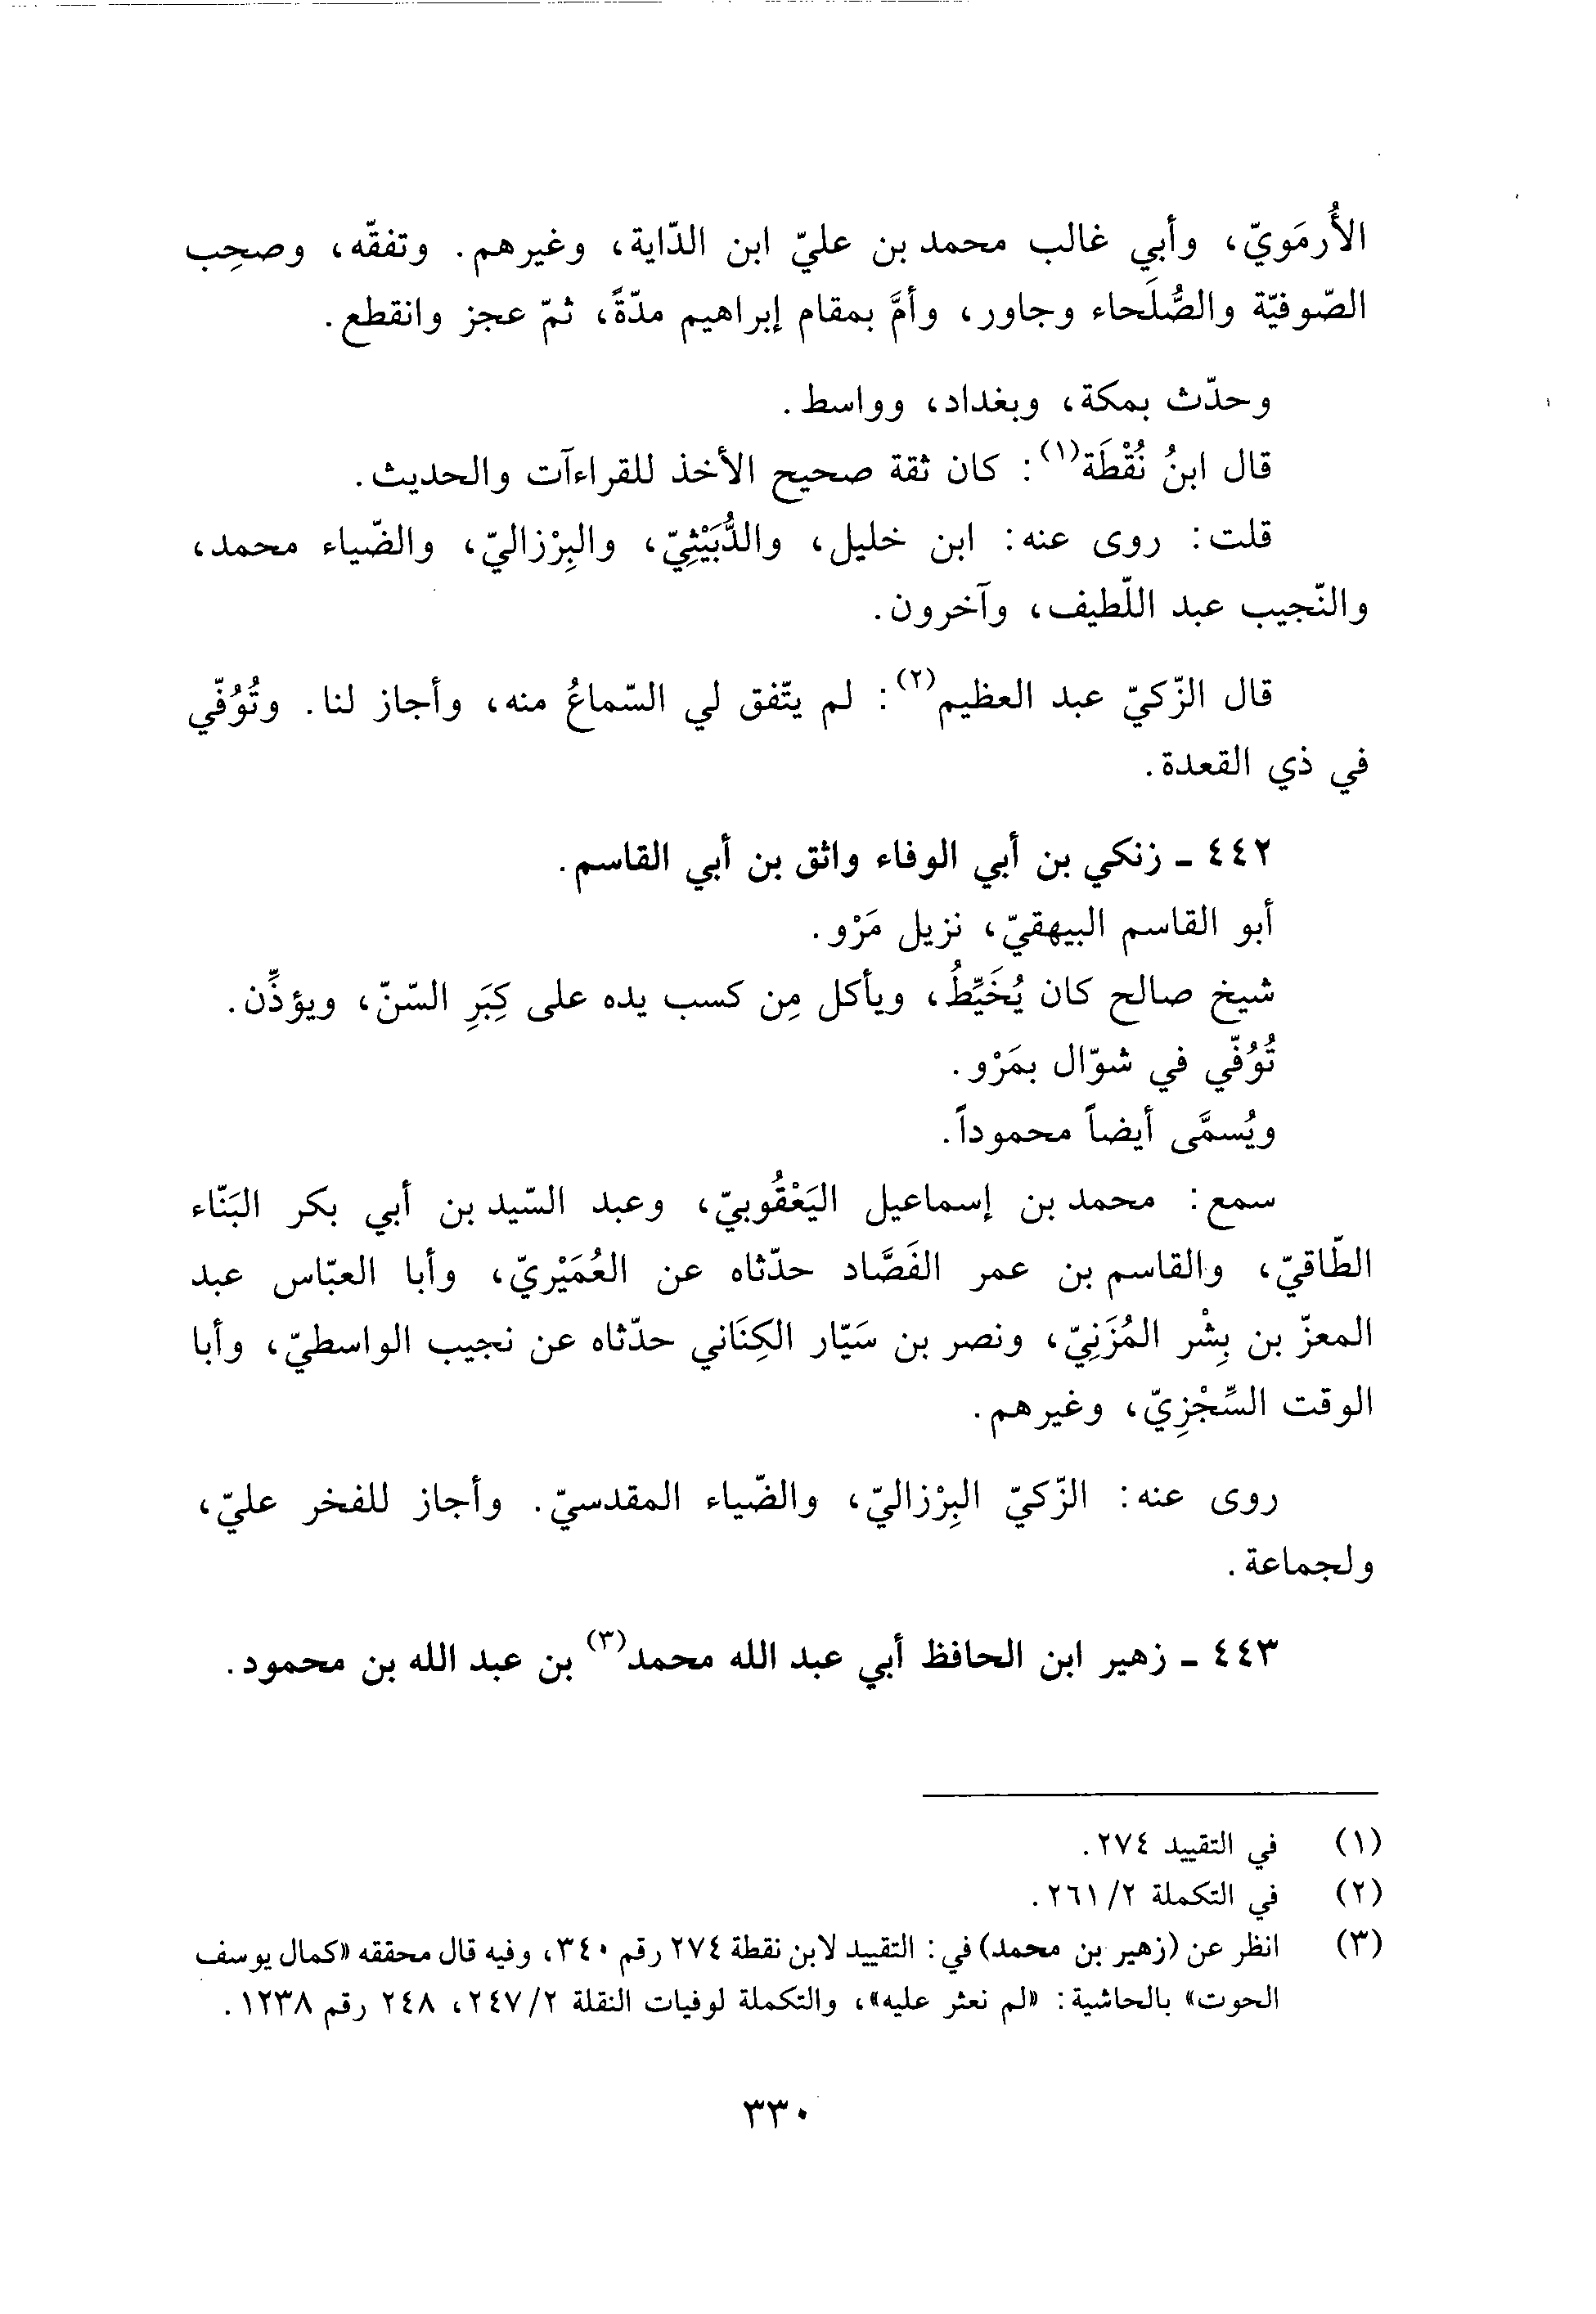 الأُرمَويّ، وأبي غالب محمد بن عليّ ابن الدّاية، وغيرهم. وتفقّه، وصحِب
الصّوفيّة والصُّلَحاء وجاور، وأمَّ بمقام إبراهيم مدّةً، ثمّ عجز وانقطع.
وحدّث بمكة، وبغداد، وواسط.
قال ابنُ نُقْطَة(١): كان ثقة صحيح الأخذ للقراءآت والحديث.
قلت: روى عنه: ابن خليل، والدُّبَيْثِيّ، والبِرْزاليّ، والضّياء محمد،
والنّجيب عبد اللّطيف، وآخرون.
قال الزّكيّ عبد العظيم(٢): لم يتّفق لي السّماعُ منه، وأجاز لنا. وتُوُفّي
في ذي القعدة.
٤٤٢ ـ زنكي بن أبي الوفاء واثق بن أبي القاسم.
أبو القاسم البيهقيّ، نزيل مَرْو.
شيخ صالح كان يُخَيِّطُ، ويأكل مِن كسب يده على كِبَرِ السّنّ، ويؤذِّن.
تُوُفّي في شوّال بمَرْو.
ويُسمَّى أيضاً محموداً.
سمع: محمد بن إسماعيل اليَعْقُوبيّ، وعبد السّيد بن أبي بكر البَنّاء
الطّاقيّ، والقاسم بن عمر الفَصَّاد حدّثاه عن العُمَيْريّ، وأبا العبّاس عبد
المعزّ بن بِشْر المُزَنِيّ، ونصر بن سَيّار الكِنَاني حدّثاه عن نجيب الواسطيّ، وأبا
الوقت السِّجْزِيّ، وغيرهم.
روى عنه: الزّكيّ البِرْزاليّ، والضّياء المقدسيّ. وأجاز للفخر عليّ،
ولجماعة.
٤٤٣ ـ زهير ابن الحافظ أبي عبد الله محمد(٣) بن عبد الله بن محمود.
(١) في التقييد ٢٧٤.
(٢) في التكملة ٢/ ٢٦١.
(٣) انظر عن (زهير بن محمد) في: التقييد لابن نقطة ٢٧٤ رقم ٣٤٠، وفيه قال محققه «كمال يوسف
الحوت» بالحاشية: «لم نعثر عليه»، والتكملة لوفيات النقلة ٢/ ٢٤٧، ٢٤٨ رقم ١٢٣٨.
٣٣٠